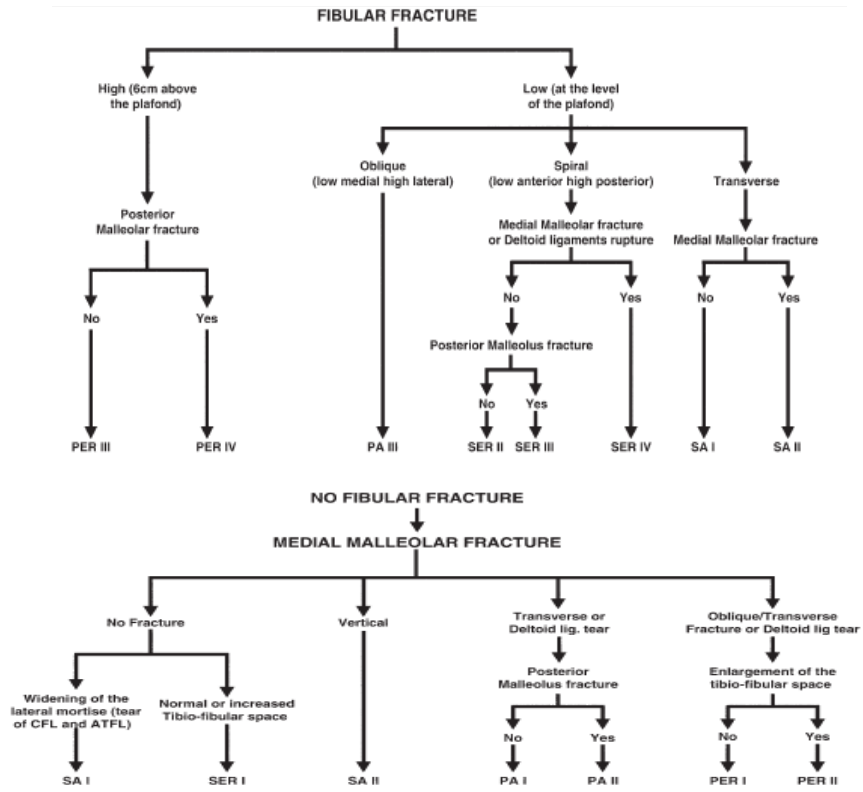 FIBULAR FRACTURE
High (6cm above
the plafond)
Low (at the level
of the plafond)
Oblique
(low medial high lateral)
Spiral
(low anterior high posterior)
Transverse
Posterior
Malleolar fracture
Medial Malleolar fracture
or Deltoid ligaments rupture
Medial Malleolar fracture
No
Yes
No
Yes
No
Yes
Posterior Malleolus fracture
No
Yes
PER III
PER IV
PA III
SER II
SER III
SER IV
SA I
SA II
NO FIBULAR FRACTURE
MEDIAL MALLEOLAR FRACTURE
No Fracture
Vertical
Transverse or
Deltoid lig. tear
Oblique/Transverse
Fracture or Deltoid lig tear
Widening of the
lateral mortise (tear
of CFL and ATFL)
Normal or increased
Tibio-fibular space
Posterior
Malleolus fracture
Enlargement of the
tibio-fibular space
No
Yes
No
Yes
SA I
SER I
SA II
PA I
PA II
PER I
PER II